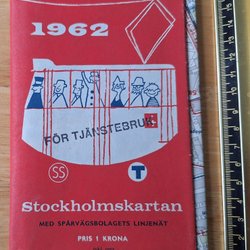 1962
FÖR TJÄNSTEBRUK
SS
T
Stockholmskartan
MED SPÅRVÄGSBOLAGETS LINJENÄT
PRIS 1 KRONA